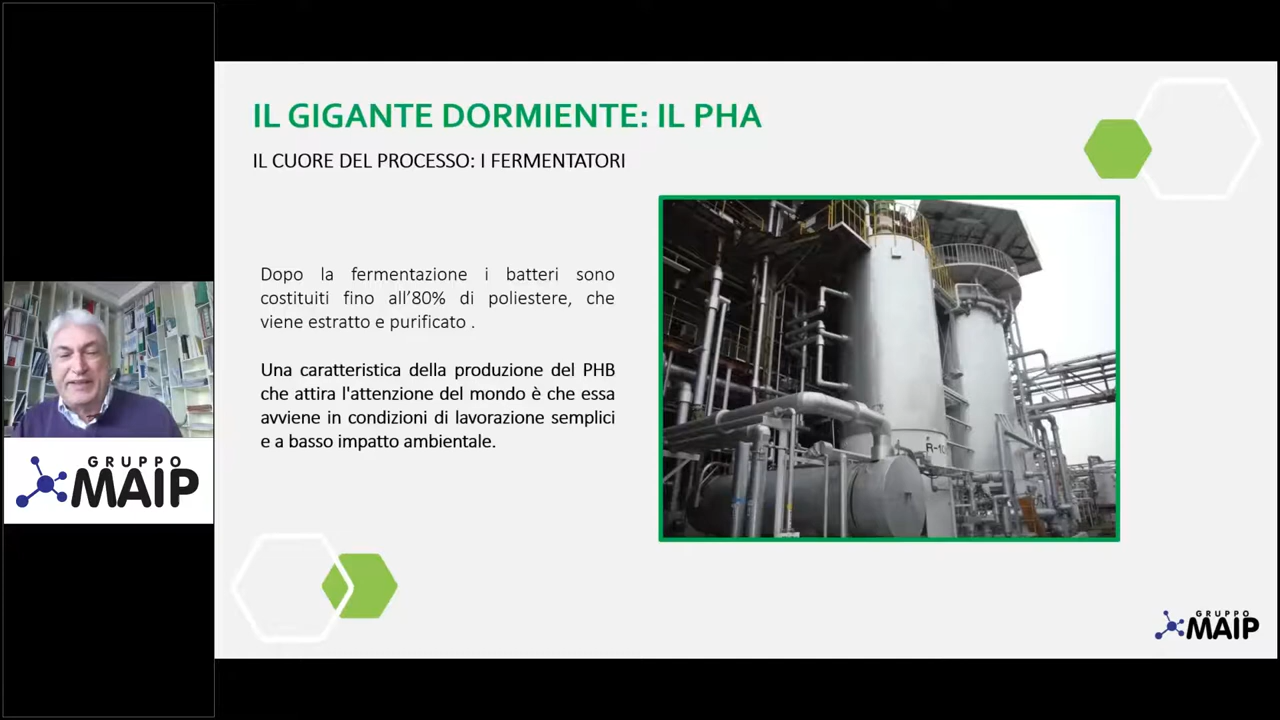 IL GIGANTE DORMIENTE: IL PHA
IL CUORE DEL PROCESSO: I FERMENTATORI
Dopo la fermentazione i batteri sono
costituiti fino all’80% di poliestere, che
viene estratto e purificato .
Una caratteristica della produzione del PHB
che attira l'attenzione del mondo è che essa
avviene in condizioni di lavorazione semplici
e a basso impatto ambientale.
GRUPPO
MAIP
GRUPPO
MAIP